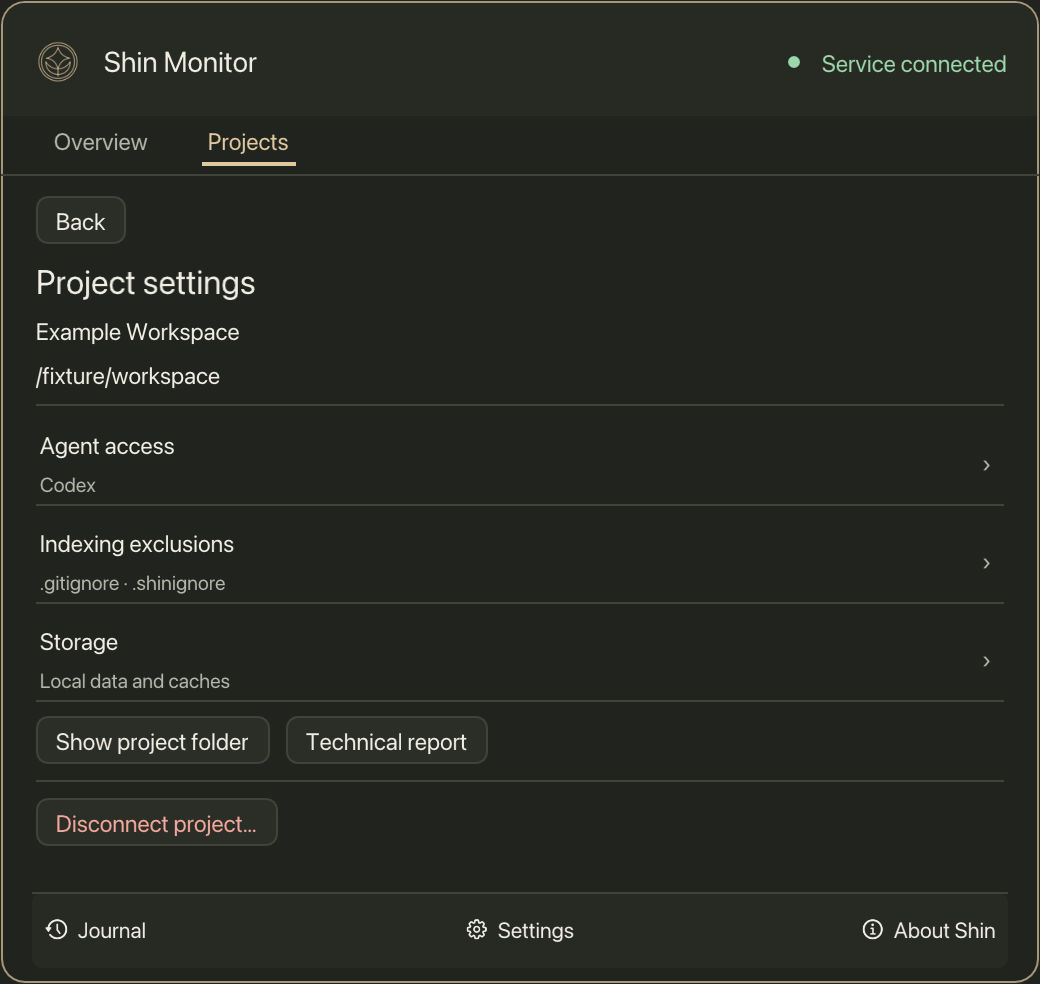 Shin Monitor
Service connected
Overview
Projects
Back
Project settings
Example Workspace
/fixture/workspace
Agent access
Codex
Indexing exclusions
.gitignore · .shinignore
Storage
Local data and caches
Show project folder
Technical report
Disconnect project…
Journal
Settings
About Shin